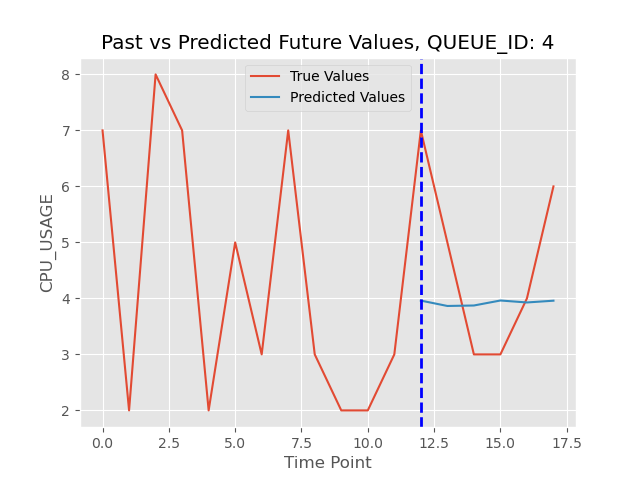 Past vs Predicted Future Values, QUEUE_ID: 4
True Values
Predicted Values
8
7
6
5
4
3
2
CPU_USAGE
0.0 2.5 5.0 7.5 10.0 12.5 15.0 17.5
Time Point